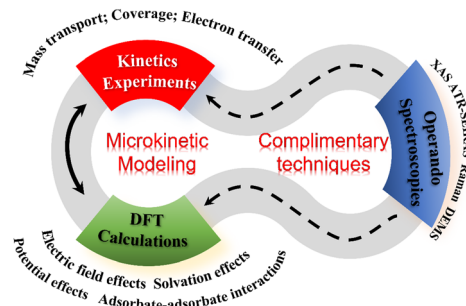 Mass transport; Coverage; Electron transfer
Kinetics
Experiments
Microkinetic
Modeling
Complimentary
techniques
Operando
Spectroscopies
XAS ATR-SEIRAS Raman DEMS
DFT
Calculations
Electric field effects Solvation effects
Potential effects Adsorbate-adsorbate interactions